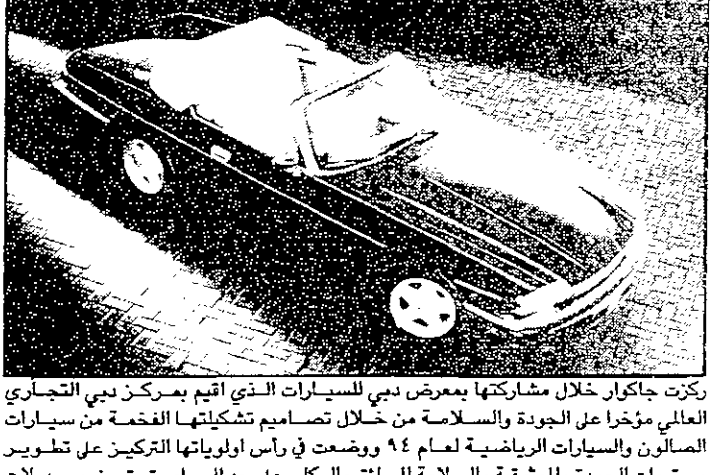 ركزت جاكوار خلال مشاركتها بمعرض دبي للسيارات الذي اقيم بمركز دبي التجاري
العالمي مؤخرا على الجودة والسلامة من خلال تصاميم تشكيلتها الفخمة من سيارات
الصالون والسيارات الرياضية لعام ٩٤ ووضعت في رأس اولوياتها التركيز على تطوير